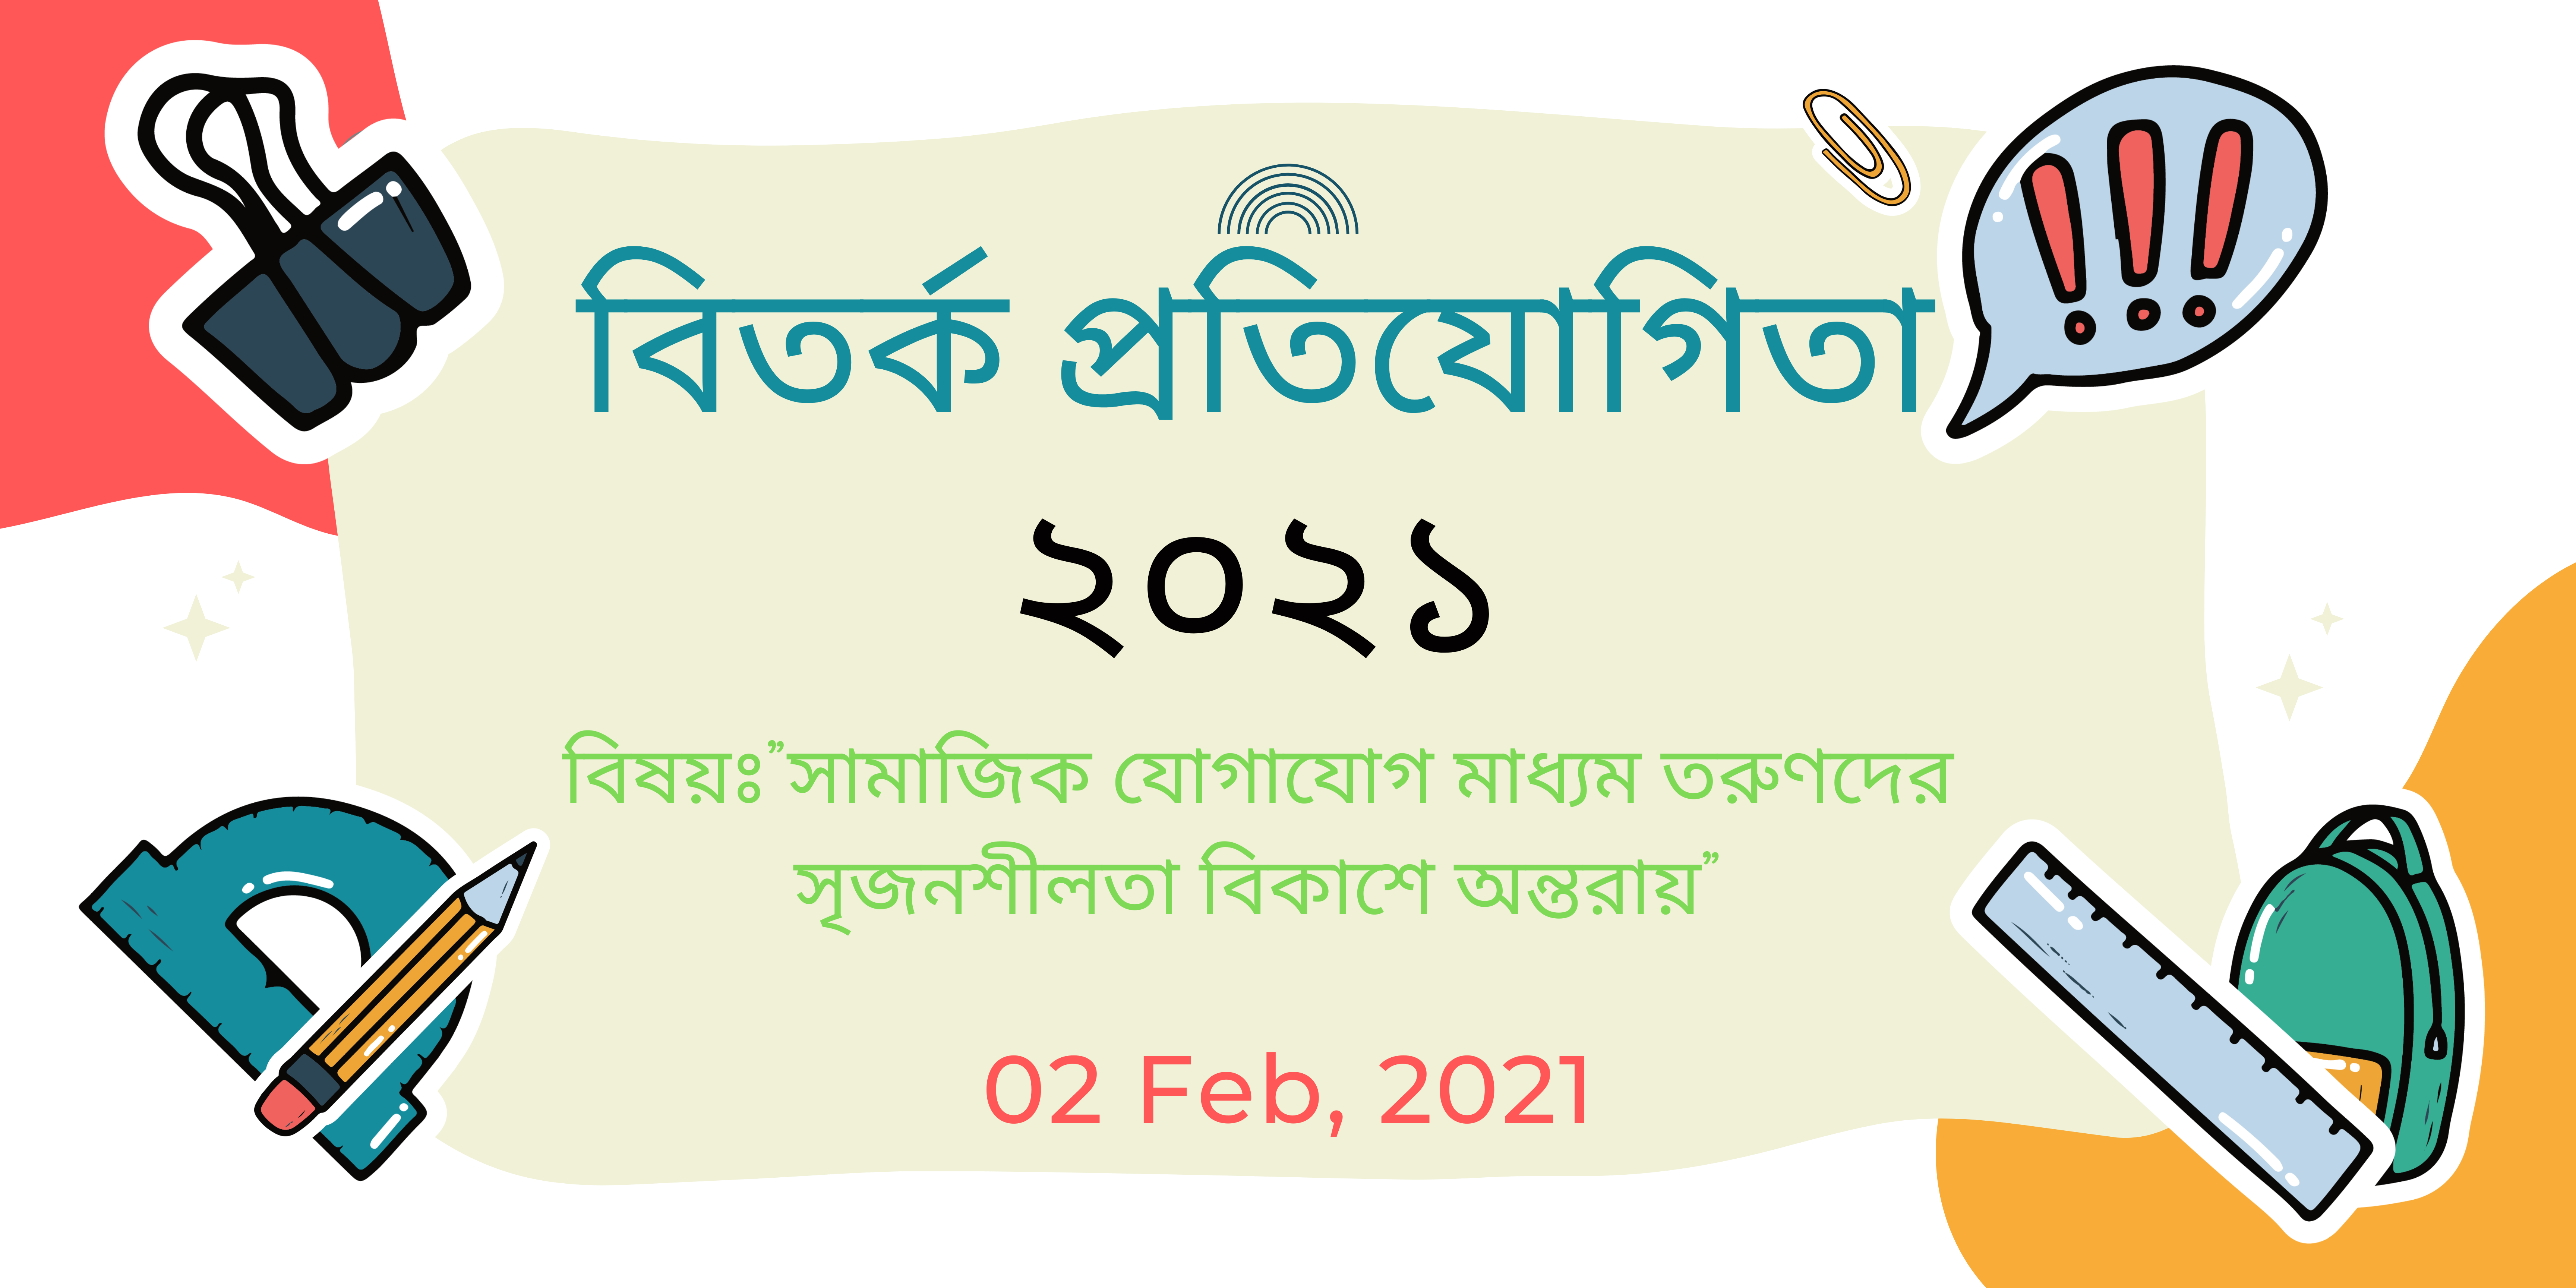 বিতর্ক প্রতিযোগিতা
২০২১
বিষয়ঃ”সামাজিক যোগাযোগ মাধ্যম তরুণদের
সৃজনশীলতা বিকাশে অন্তরায়”
02 Feb, 2021